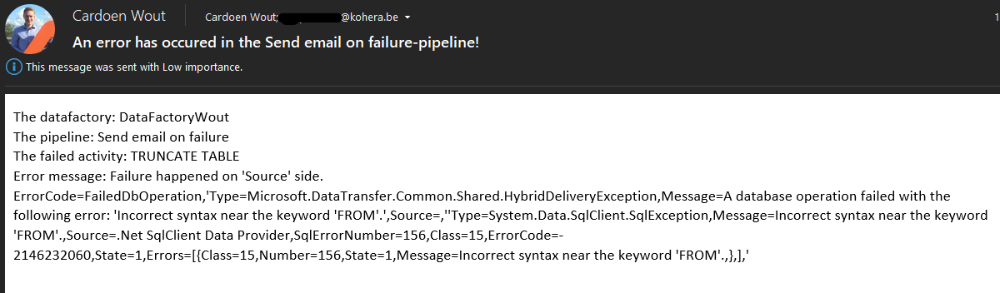 Cardoen Wout
Cardoen Wout; @kohera.be
1
An error has occured in the Send email on failure-pipeline!
This message was sent with Low importance.
The datafactory: DataFactoryWout
The pipeline: Send email on failure
The failed activity: TRUNCATE TABLE
Error message: Failure happened on 'Source' side.
ErrorCode=FailedDbOperation,'Type=Microsoft.DataTransfer.Common.Shared.HybridDeliveryException,Message=A database operation failed with the
following error: 'Incorrect syntax near the keyword 'FROM'.',Source=,''Type=System.Data.SqlClient.SqlException,Message=Incorrect syntax near the keyword
'FROM'.,Source=.Net SqlClient Data Provider,SqlErrorNumber=156,Class=15,ErrorCode=-
2146232060,State=1,Errors=[{Class=15,Number=156,State=1,Message=Incorrect syntax near the keyword 'FROM'.,},],'